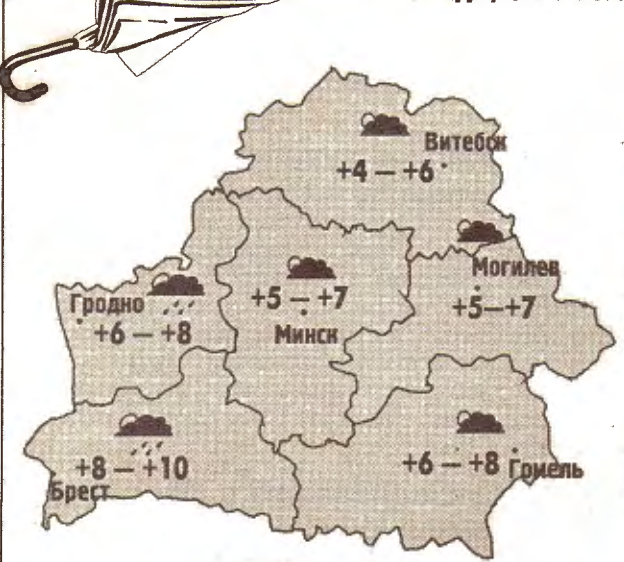 Витебск
+4 – +6
Могилев
+5–+7
+5 – +7
Минск
Гродно
+6 – +8
+8 – +10
Брест
+6 – +8 Гомель